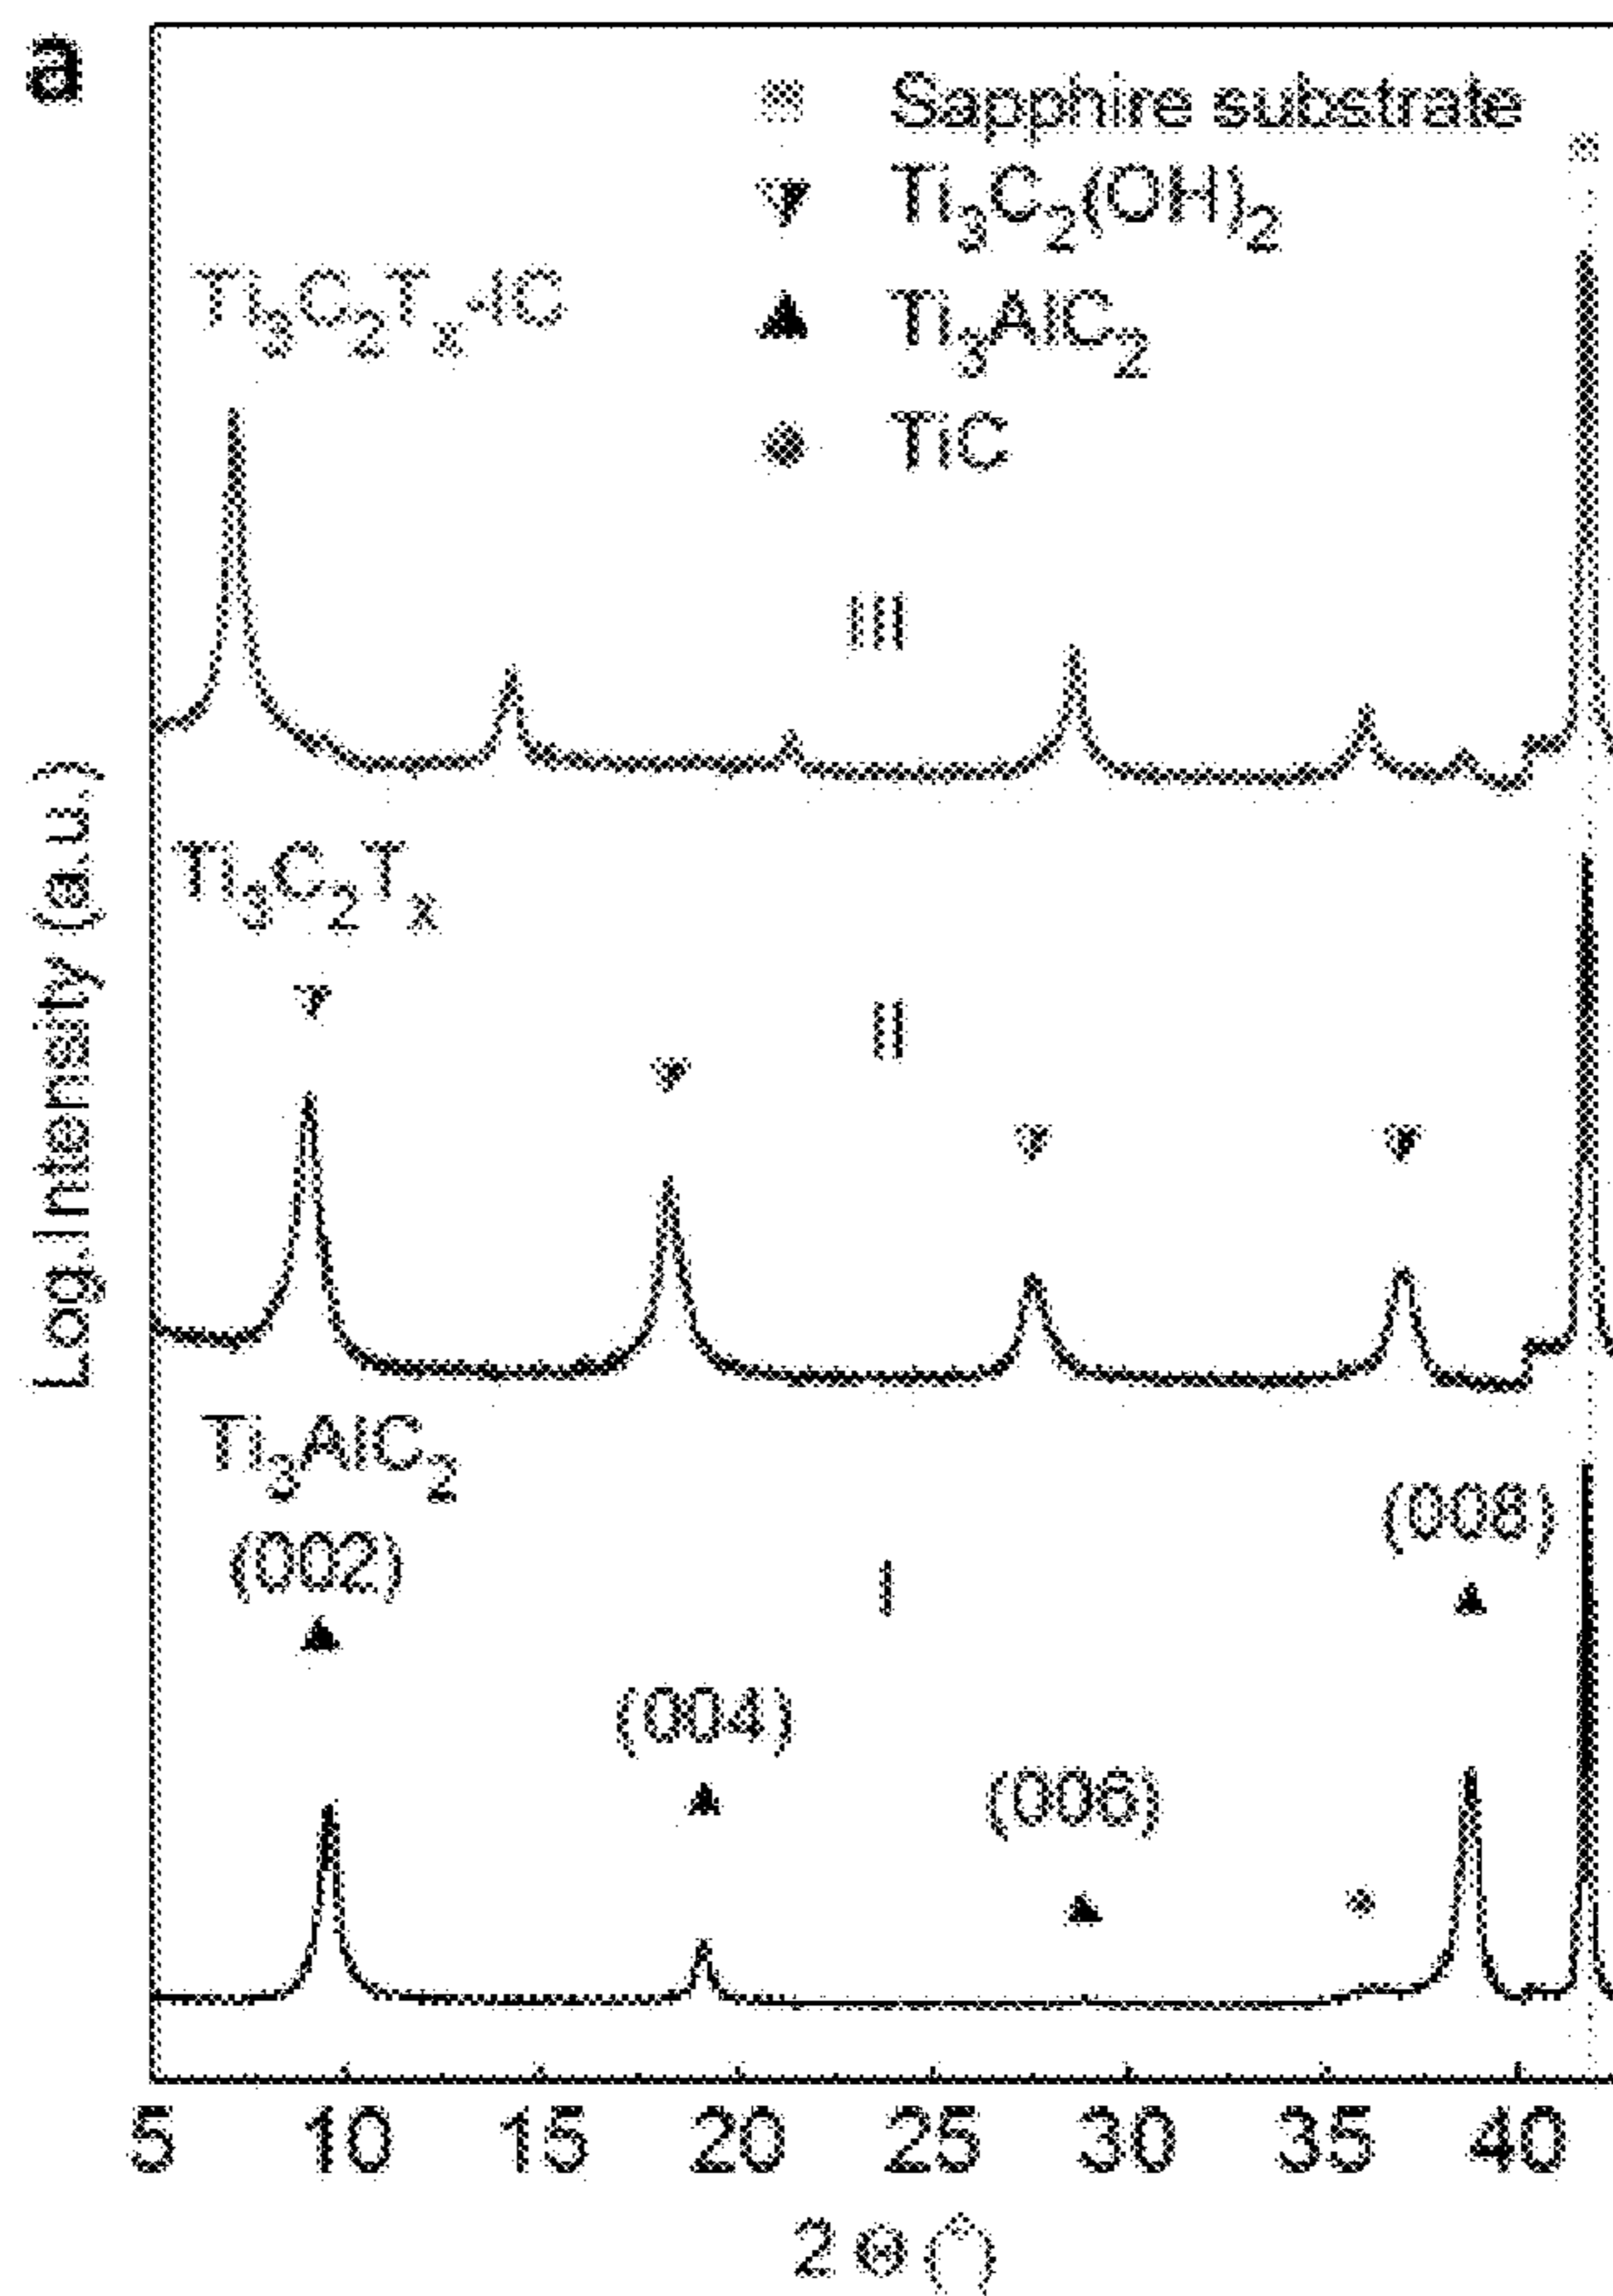 a
Sapphire substrate
Ti₃C₂(OH)₂
Ti₃C₂Tₓ-IC
Ti₃AlC₂
TiC
III
Ti₃C₂Tₓ
II
Log.Intensity (a.u.)
Ti₃AlC₂
(008)
(002)
I
(004)
(006)
5 10 15 20 25 30 35 40
2 Θ (°)